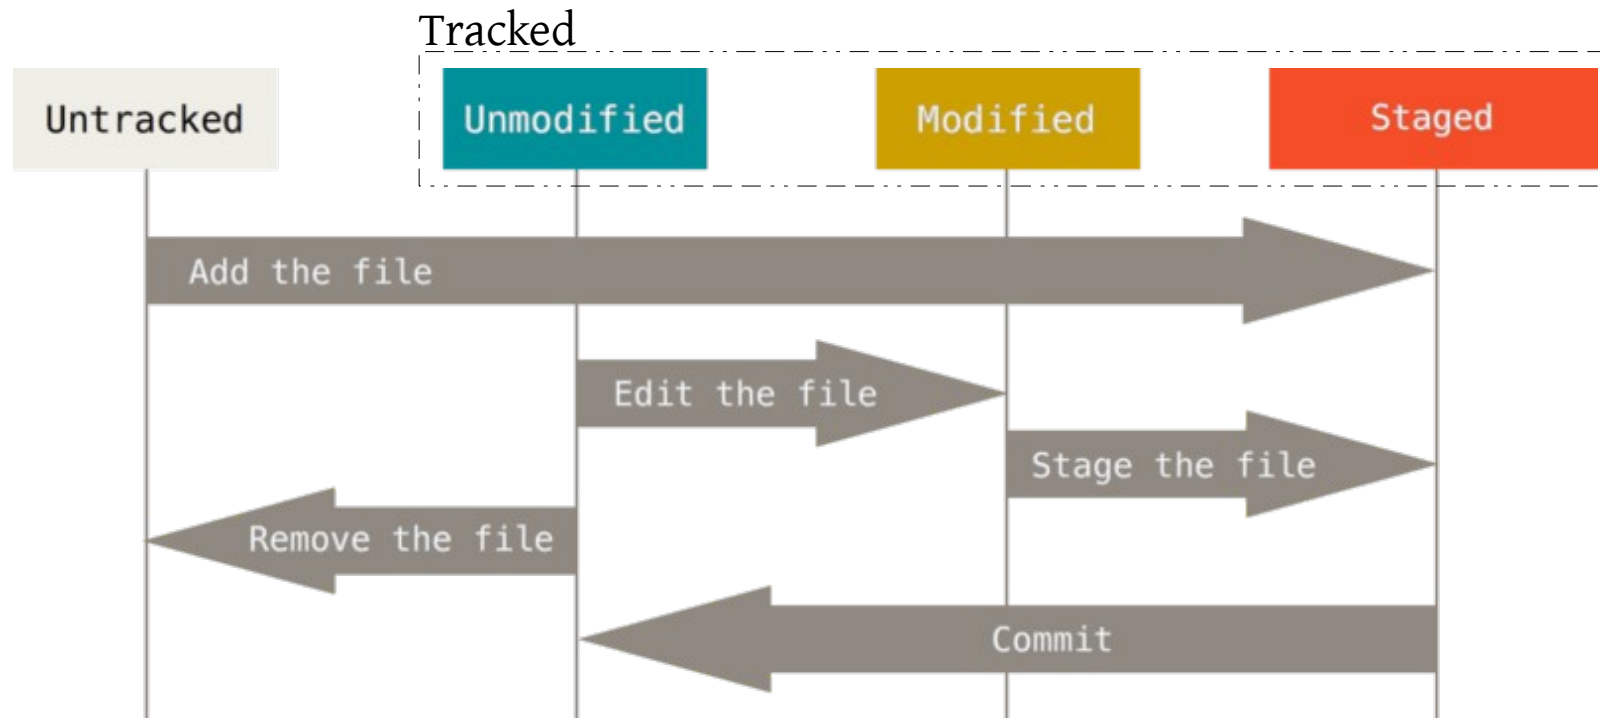 Tracked
Untracked
Unmodified
Modified
Staged
Add the file
Edit the file
Stage the file
Remove the file
Commit